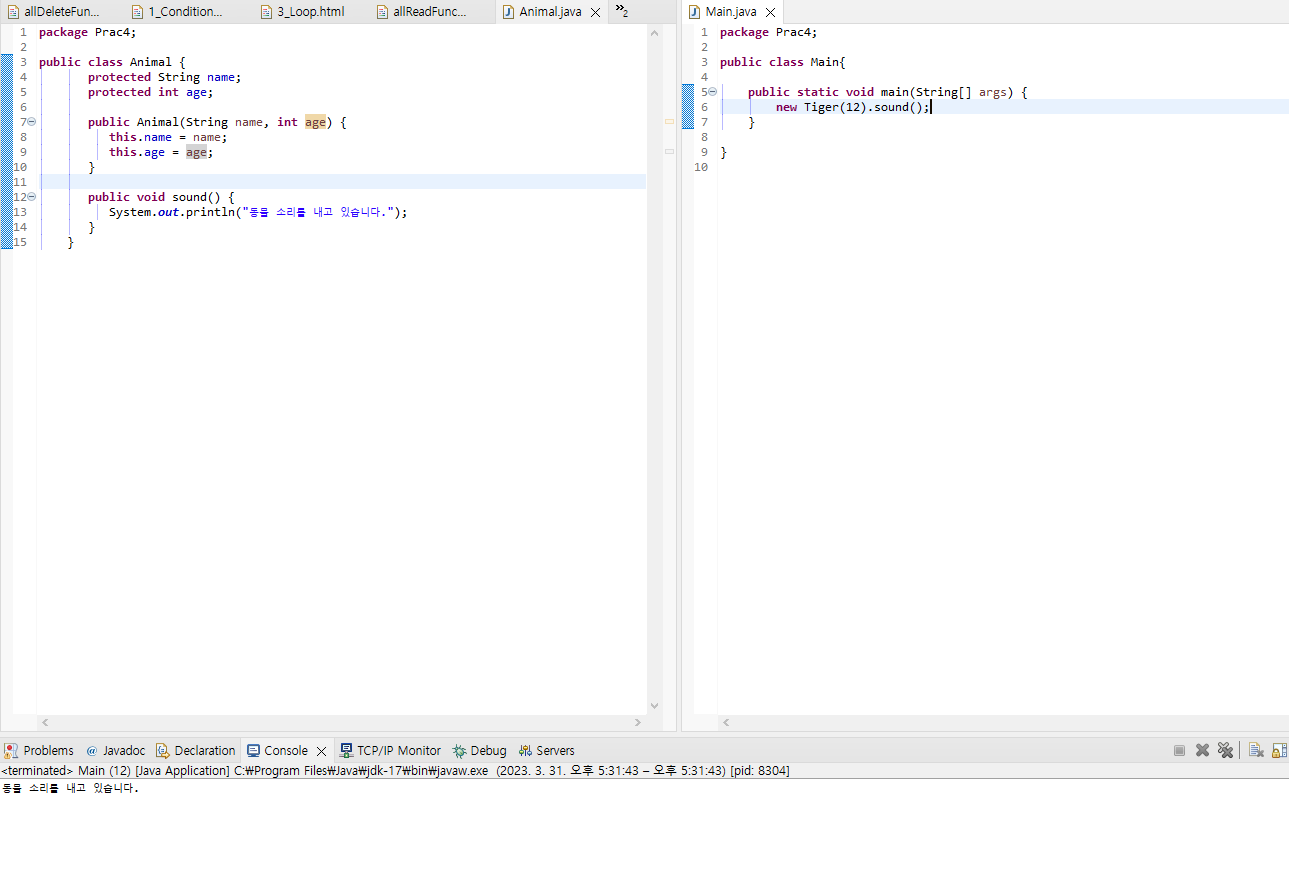 allDeleteFun...
1_Condition...
3_Loop.html
allReadFunc...
Animal.java
»2
Main.java
1 package Prac4;
2
3 public class Animal {
4 protected String name;
5 protected int age;
6
7 public Animal(String name, int age) {
8 this.name = name;
9 this.age = age;
10 }
11
12 public void sound() {
13 System.out.println("동물 소리를 내고 있습니다.");
14 }
15 }
1 package Prac4;
2
3 public class Main{
4
5 public static void main(String[] args) {
6 new Tiger(12).sound();
7 }
8
9 }
10
Problems @ Javadoc Declaration Console TCP/IP Monitor Debug Servers
<terminated> Main (12) [Java Application] C:₩Program Files₩Java₩jdk-17₩bin₩javaw.exe (2023. 3. 31. 오후 5:31:43 – 오후 5:31:43) [pid: 8304]
동물 소리를 내고 있습니다.